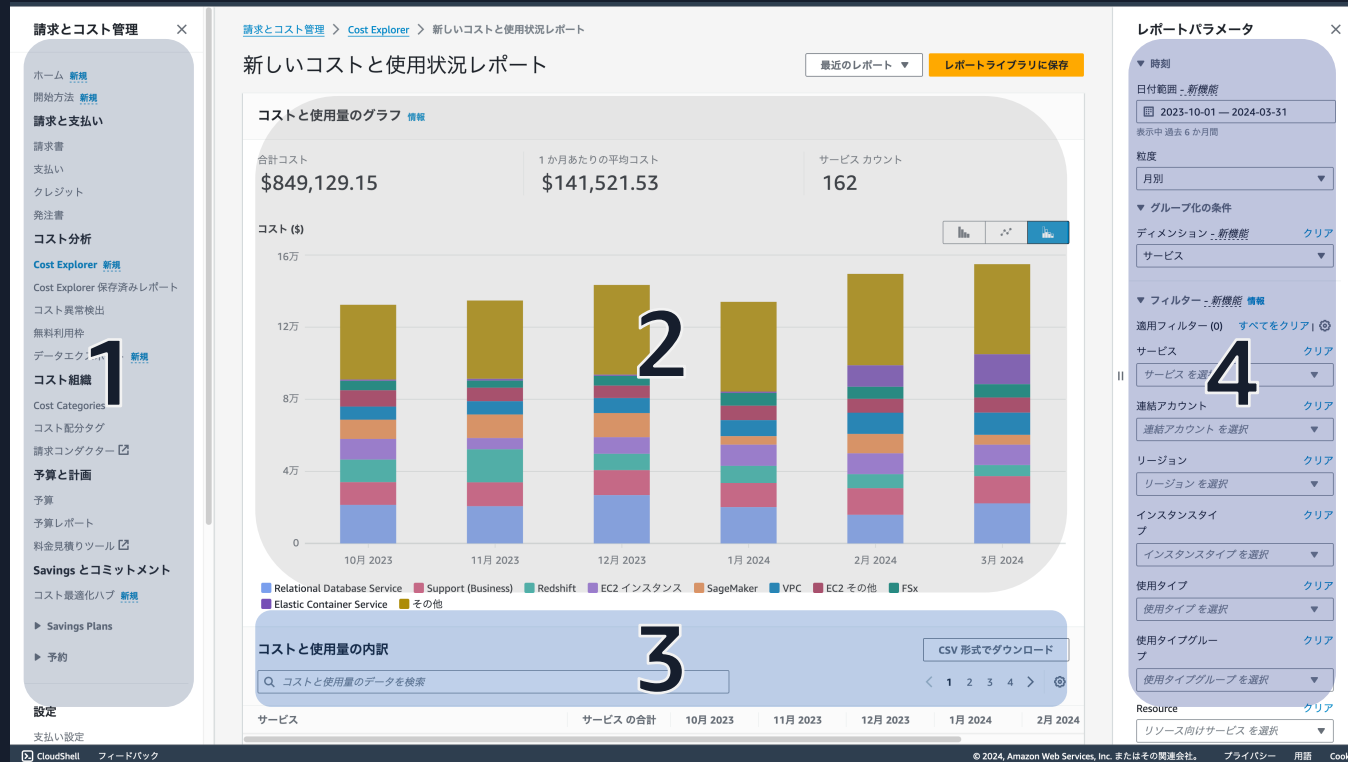 請求とコスト管理
ホーム 新規
開始方法 新規
請求と支払い
請求書
支払い
クレジット
発注書
コスト分析
Cost Explorer 新規
Cost Explorer 保存済みレポート
コスト異常検出
無料利用枠
データエクス 新規
コスト組織
Cost Categories
コスト配分タグ
請求コンダクター
予算と計画
予算
予算レポート
料金見積りツール
Savings とコミットメント
コスト最適化ハブ 新規
Savings Plans
予約
設定
支払い設定
1
請求とコスト管理 > Cost Explorer > 新しいコストと使用状況レポート
新しいコストと使用状況レポート
最近のレポート ▼
レポートライブラリに保存
コストと使用量のグラフ 情報
合計コスト
$849,129.15
1 か月あたりの平均コスト
$141,521.53
サービス カウント
162
コスト ($)
16万
12万
8万
4万
0
10月 2023 11月 2023 12月 2023 1月 2024 2月 2024 3月 2024
2
Relational Database Service Support (Business) Redshift EC2 インスタンス SageMaker VPC EC2 その他 FSx
Elastic Container Service その他
コストと使用量の内訳
CSV 形式でダウンロード
コストと使用量のデータを検索
< 1 2 3 4 >
3
サービス サービス の合計 10月 2023 11月 2023 12月 2023 1月 2024 2月 2024
レポートパラメータ
時刻
日付範囲 - 新機能
2023-10-01 — 2024-03-31
表示中 過去 6 か月間
粒度
月別
グループ化の条件
ディメンション - 新機能 クリア
サービス
フィルター - 新機能 情報
適用フィルター (0) すべてをクリア |
サービス クリア
サービス を選択
連結アカウント クリア
連結アカウント を選択
リージョン クリア
リージョン を選択
インスタンスタイ クリア
プ
インスタンスタイプ を選択
使用タイプ クリア
使用タイプ を選択
使用タイプグルー クリア
プ
使用タイプグループ を選択
Resource クリア
リソース向けサービス を選択
4
CloudShell フィードバック
© 2024, Amazon Web Services, Inc. またはその関連会社。 プライバシー 用語 Cook